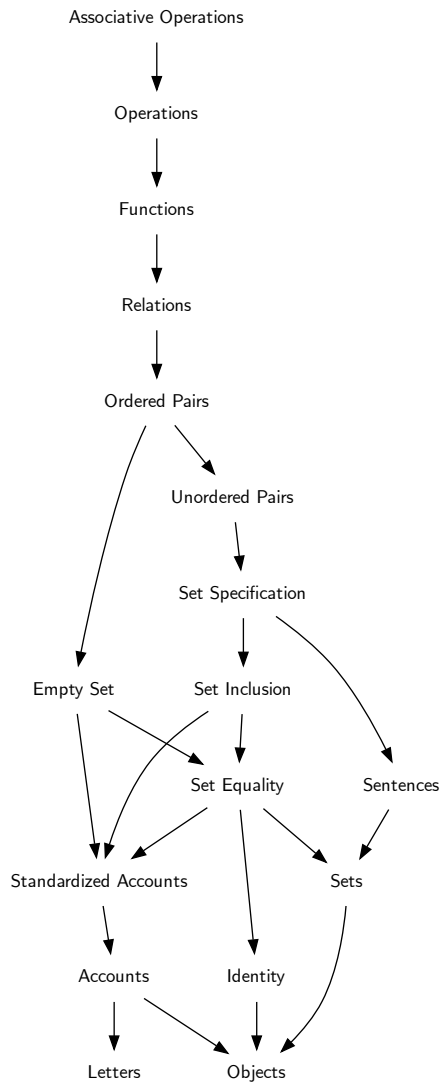 Associative Operations
Operations
Functions
Relations
Ordered Pairs
Unordered Pairs
Set Specification
Empty Set
Set Inclusion
Set Equality
Sentences
Standardized Accounts
Sets
Accounts
Identity
Letters
Objects